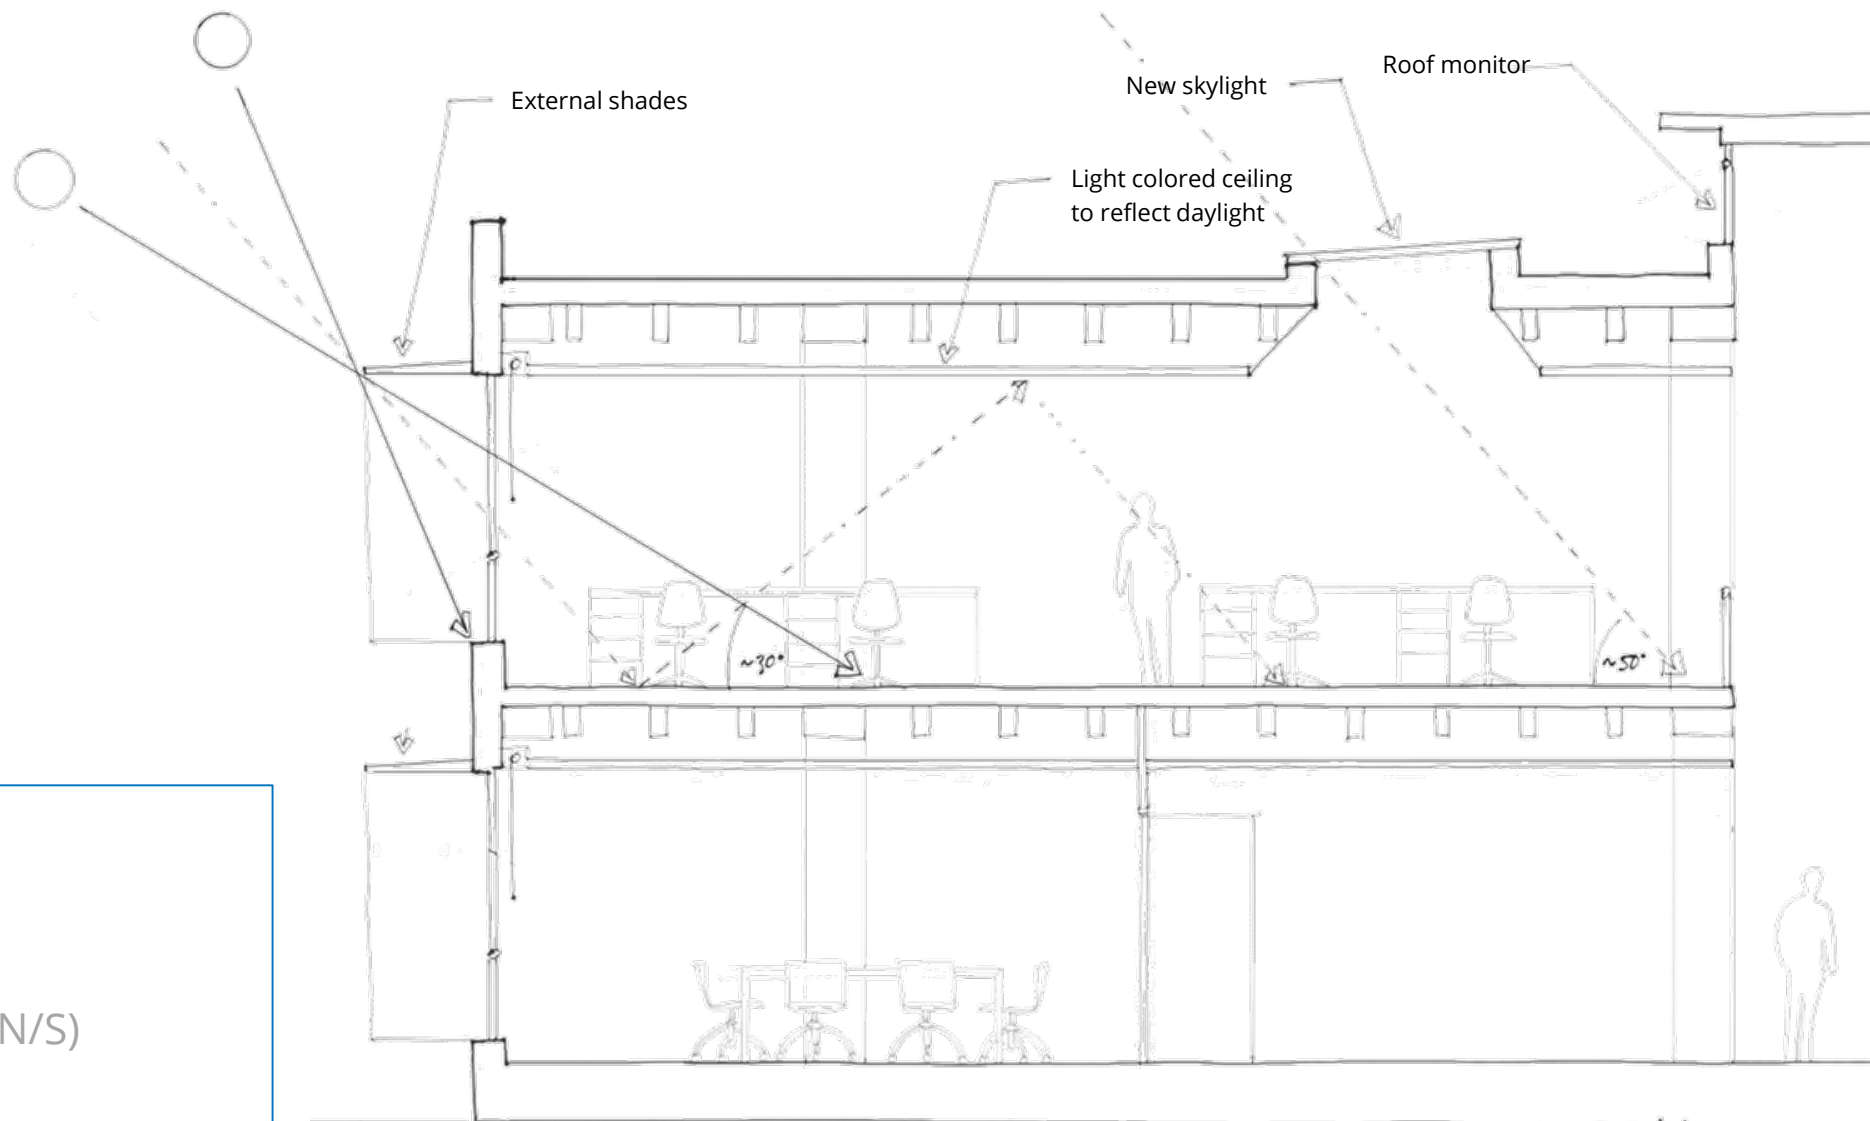 Roof monitor
New skylight
External shades
Light colored ceiling
to reflect daylight
~30°
~50°
N/S)